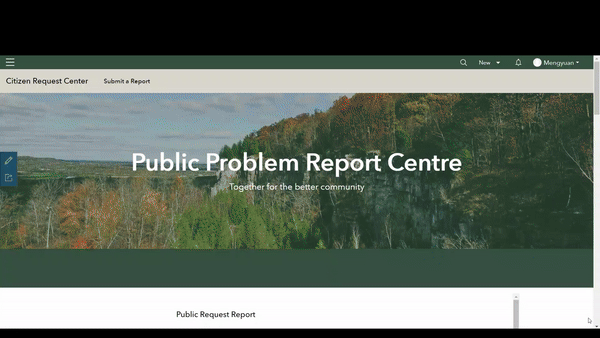 New Mengyuan
Citizen Request Center Submit a Report
Public Problem Report Centre
Together for the better community
Public Request Report